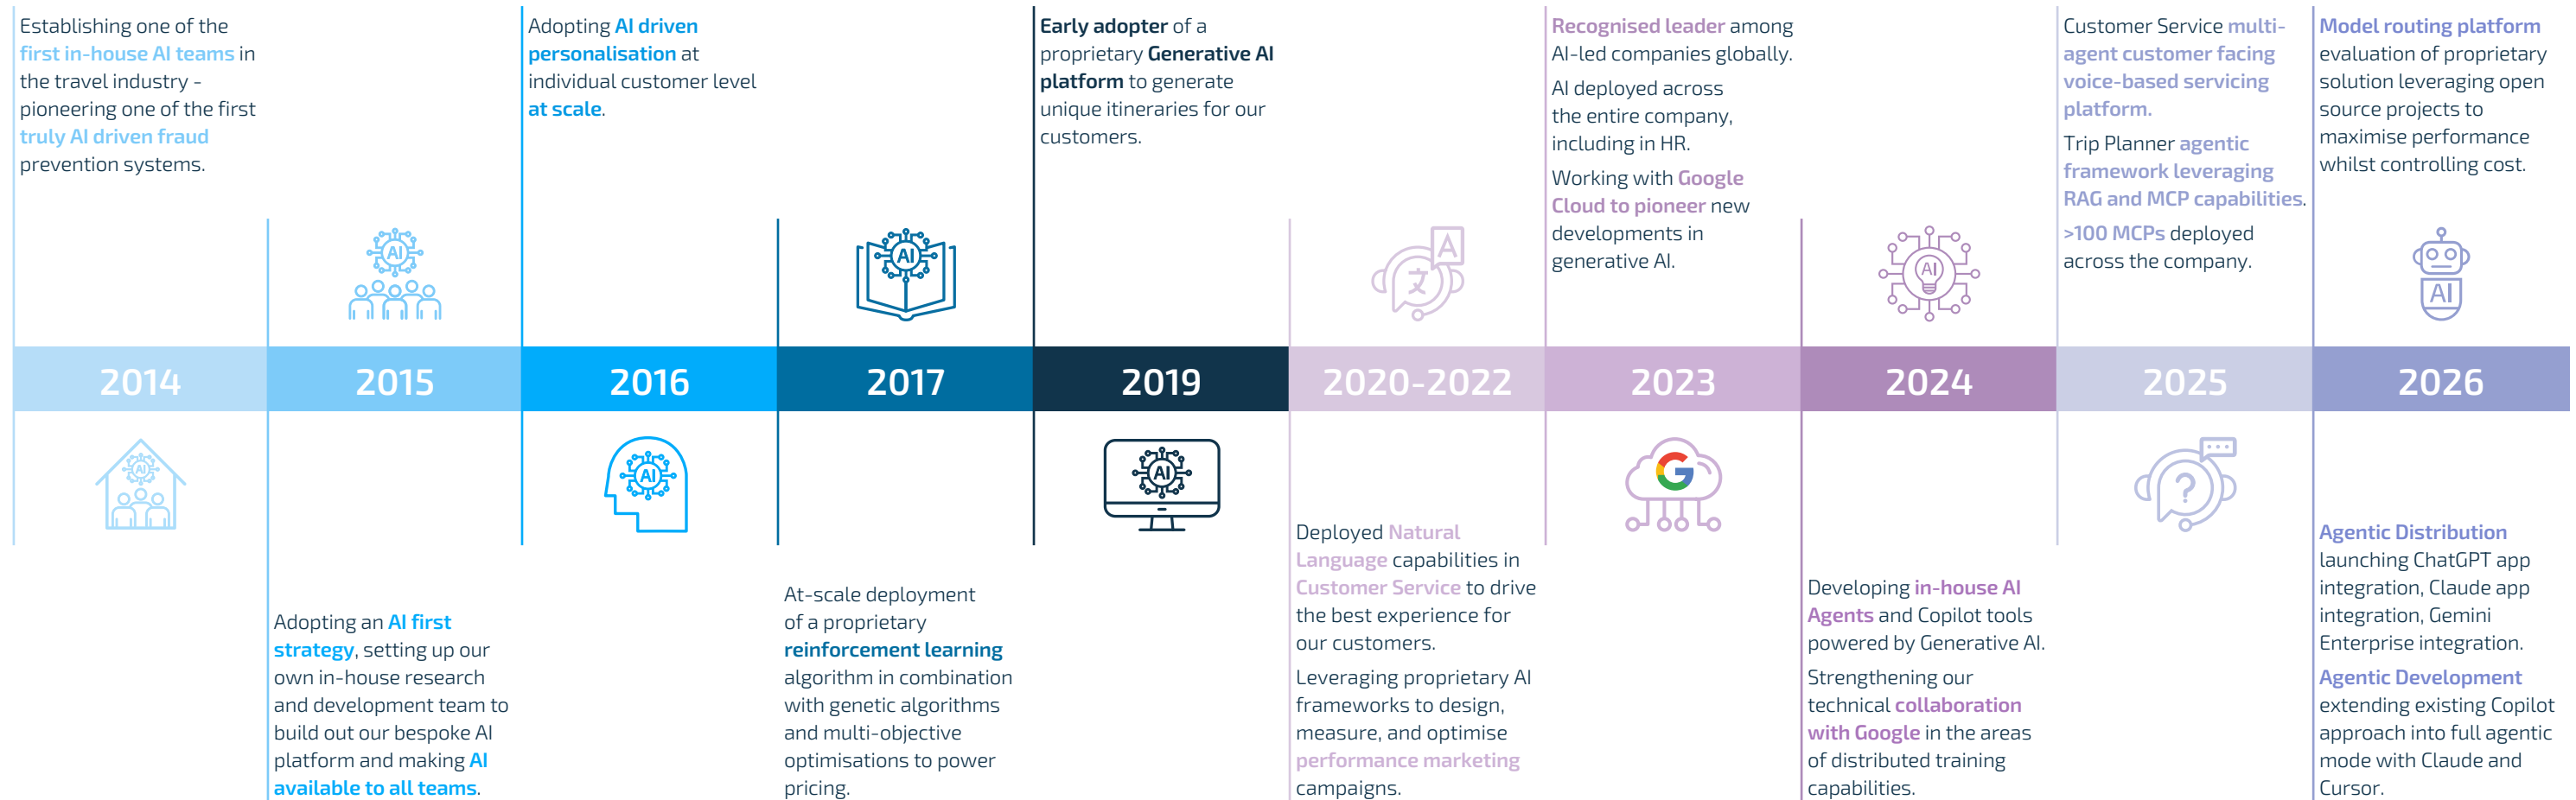 Establishing one of the
first in-house AI teams in
the travel industry -
pioneering one of the first
truly AI driven fraud
prevention systems.
2014
AI
AI
2015
Adopting an AI first
strategy, setting up our
own in-house research
and development team to
build out our bespoke AI
platform and making AI
available to all teams.
Adopting AI driven
personalisation at
individual customer level
at scale.
2016
AI
AI
2017
At-scale deployment
of a proprietary
reinforcement learning
algorithm in combination
with genetic algorithms
and multi-objective
optimisations to power
pricing.
Early adopter of a
proprietary Generative AI
platform to generate
unique itineraries for our
customers.
2019
AI
A
文
2020-2022
Deployed Natural
Language capabilities in
Customer Service to drive
the best experience for
our customers.
Leveraging proprietary AI
frameworks to design,
measure, and optimise
performance marketing
campaigns.
Recognised leader among
AI-led companies globally.
AI deployed across
the entire company,
including in HR.
Working with Google
Cloud to pioneer new
developments in
generative AI.
2023
G
AI
2024
Developing in-house AI
Agents and Copilot tools
powered by Generative AI.
Strengthening our
technical collaboration
with Google in the areas
of distributed training
capabilities.
Customer Service multi-
agent customer facing
voice-based servicing
platform.
Trip Planner agentic
framework leveraging
RAG and MCP capabilities.
>100 MCPs deployed
across the company.
2025
?
Model routing platform
evaluation of proprietary
solution leveraging open
source projects to
maximise performance
whilst controlling cost.
AI
2026
Agentic Distribution
launching ChatGPT app
integration, Claude app
integration, Gemini
Enterprise integration.
Agentic Development
extending existing Copilot
approach into full agentic
mode with Claude and
Cursor.